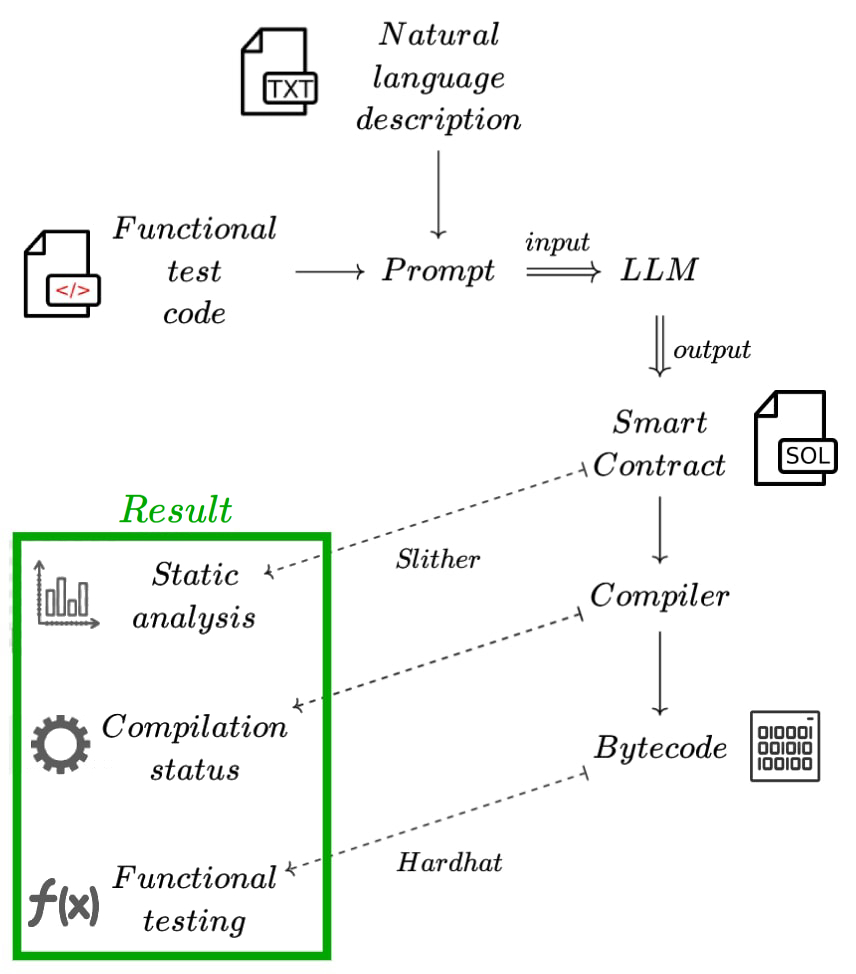 TXT
Natural
language
description
Functional
test
code
</>
Prompt
input
LLM
output
Smart
Contract
SOL
Result
Slither
Static
analysis
Compiler
Compilation
status
Bytecode
010001
001010
100100
Hardhat
Functional
testing
f(x)